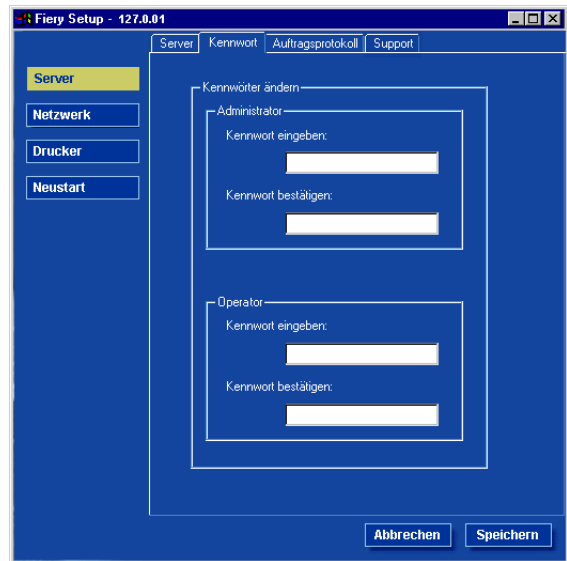 Fiery Setup - 127.0.01
Server Kennwort Auftragsprotokoll Support
Server
Netzwerk
Drucker
Neustart
Kennwörter ändern
Administrator
Kennwort eingeben:
Kennwort bestätigen:
Operator
Kennwort eingeben:
Kennwort bestätigen:
Abbrechen Speichern